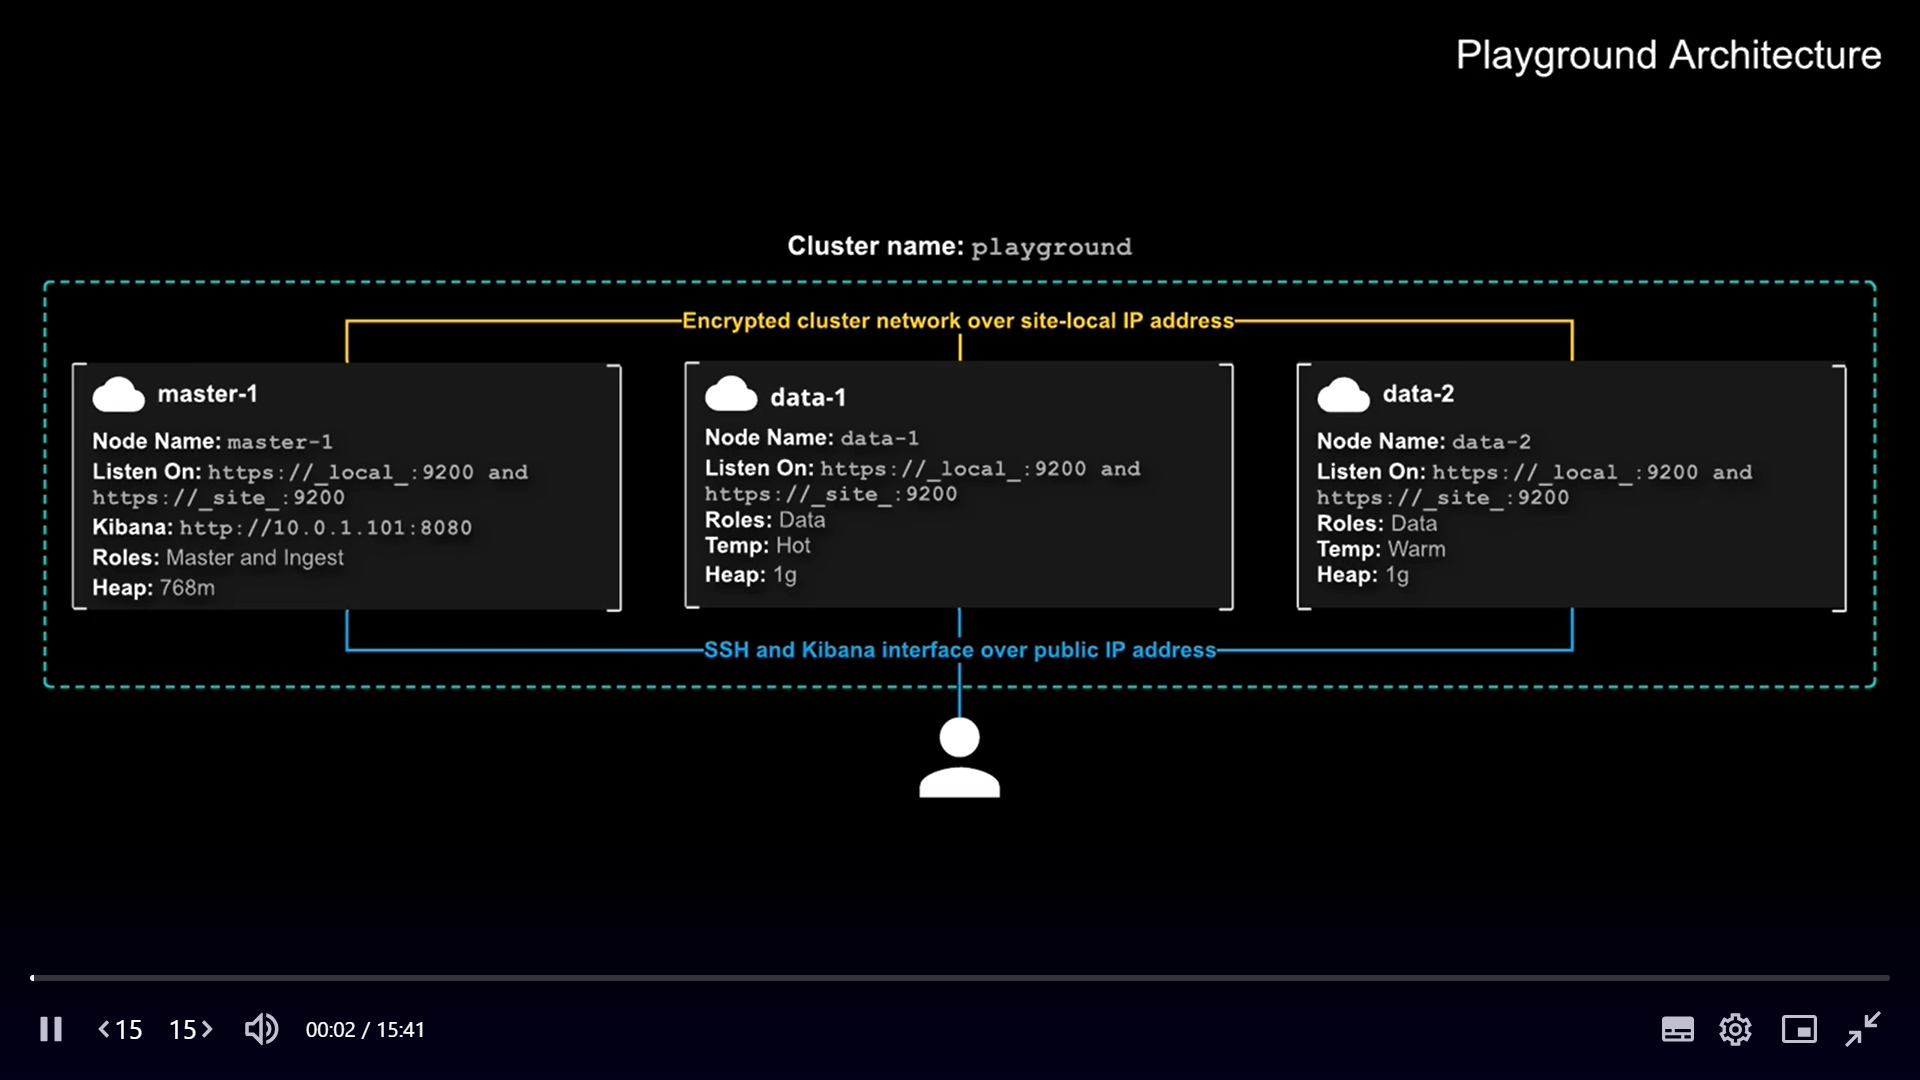 Playground Architecture
Cluster name: playground
Encrypted cluster network over site-local IP address
master-1
Node Name: master-1
Listen On: https://_local_:9200 and
https://_site_:9200
Kibana: http://10.0.1.101:8080
Roles: Master and Ingest
Heap: 768m
data-1
Node Name: data-1
Listen On: https://_local_:9200 and
https://_site_:9200
Roles: Data
Temp: Hot
Heap: 1g
data-2
Node Name: data-2
Listen On: https://_local_:9200 and
https://_site_:9200
Roles: Data
Temp: Warm
Heap: 1g
SSH and Kibana interface over public IP address
<15 15> 00:02 / 15:41